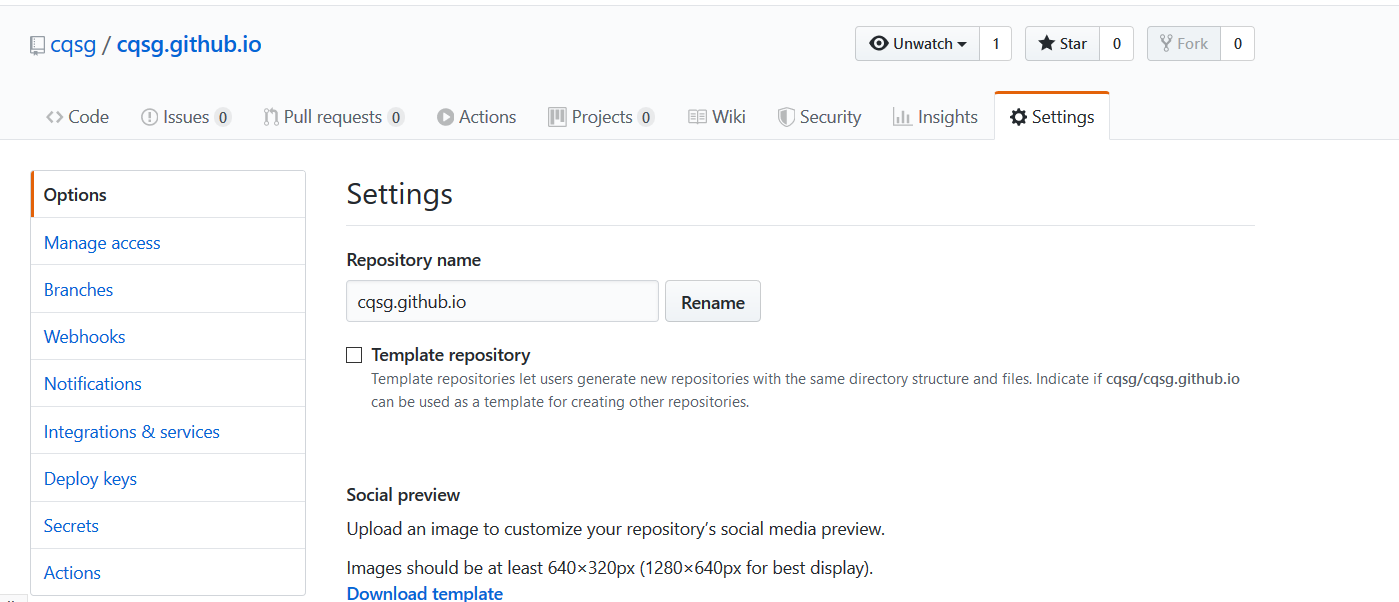 cqsg / cqsg.github.io
Unwatch 1 Star 0 Fork 0
Code Issues 0 Pull requests 0 Actions Projects 0 Wiki Security Insights Settings
Options
Manage access
Branches
Webhooks
Notifications
Integrations & services
Deploy keys
Secrets
Actions
Settings
Repository name
cqsg.github.io Rename
Template repository
Template repositories let users generate new repositories with the same directory structure and files. Indicate if cqsg/cqsg.github.io
can be used as a template for creating other repositories.
Social preview
Upload an image to customize your repository’s social media preview.
Images should be at least 640×320px (1280×640px for best display).
Download template